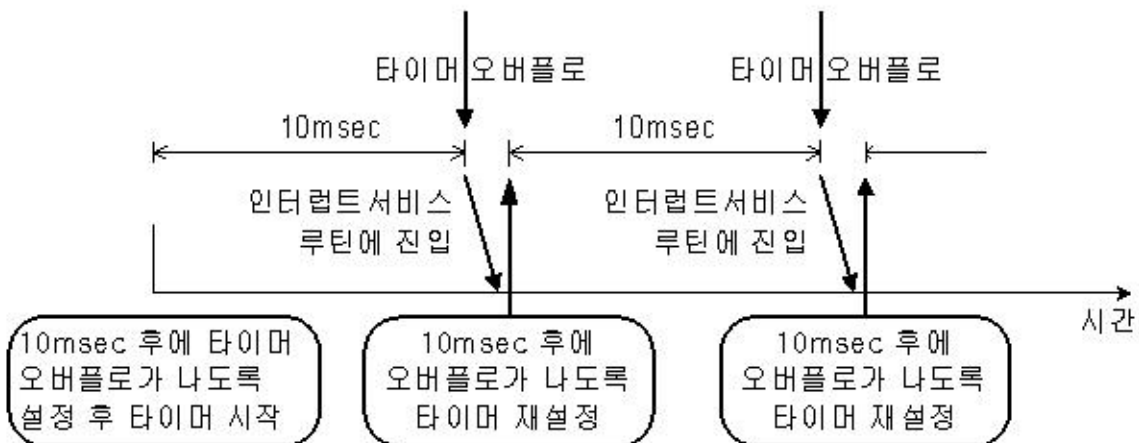 타이머 오버플로
타이머 오버플로
10msec
10msec
인터럽트서비스
루틴에 진입
인터럽트서비스
루틴에 진입
시간
10msec 후에 타이머
오버플로가 나도록
설정 후 타이머 시작
10msec 후에
오버플로가 나도록
타이머 재설정
10msec 후에
오버플로가 나도록
타이머 재설정